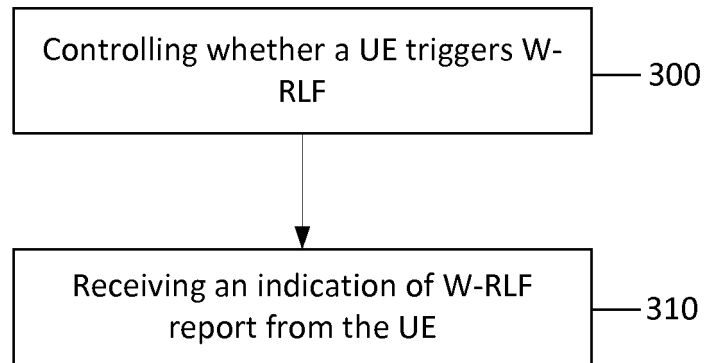 Controlling whether a UE triggers W-
RLF
300
Receiving an indication of W-RLF
report from the UE
310